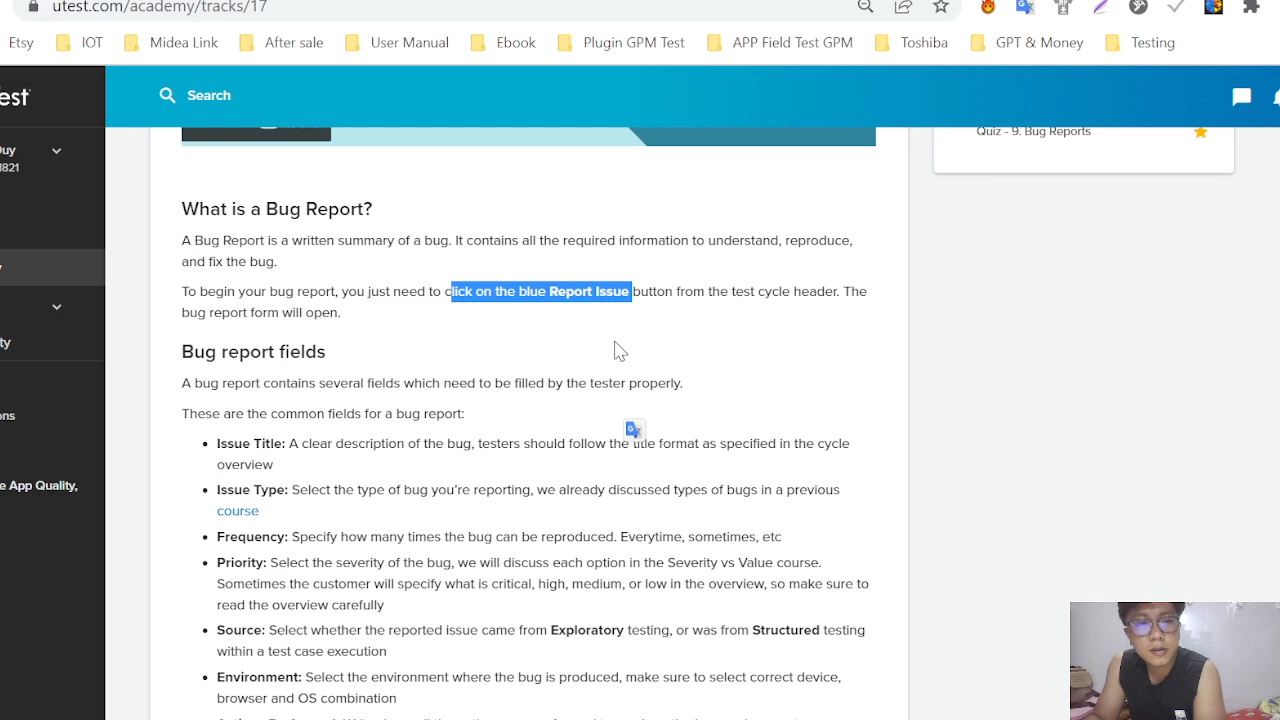 utest.com/academy/tracks/17
Etsy IOT Midea Link After sale User Manual Ebook Plugin GPM Test APP Field Test GPM Toshiba GPT & Money Testing
Search
1821
Quiz - 9. Bug Reports
What is a Bug Report?
A Bug Report is a written summary of a bug. It contains all the required information to understand, reproduce,
and fix the bug.
To begin your bug report, you just need to click on the blue Report Issue button from the test cycle header. The
bug report form will open.
Bug report fields
A bug report contains several fields which need to be filled by the tester properly.
These are the common fields for a bug report:
Issue Title: A clear description of the bug, testers should follow the title format as specified in the cycle
overview
Issue Type: Select the type of bug you're reporting, we already discussed types of bugs in a previous
course
Frequency: Specify how many times the bug can be reproduced. Everytime, sometimes, etc
Priority: Select the severity of the bug, we will discuss each option in the Severity vs Value course.
Sometimes the customer will specify what is critical, high, medium, or low in the overview, so make sure to
read the overview carefully
Source: Select whether the reported issue came from Exploratory testing, or was from Structured testing
within a test case execution
Environment: Select the environment where the bug is produced, make sure to select correct device,
browser and OS combination
e App Quality,